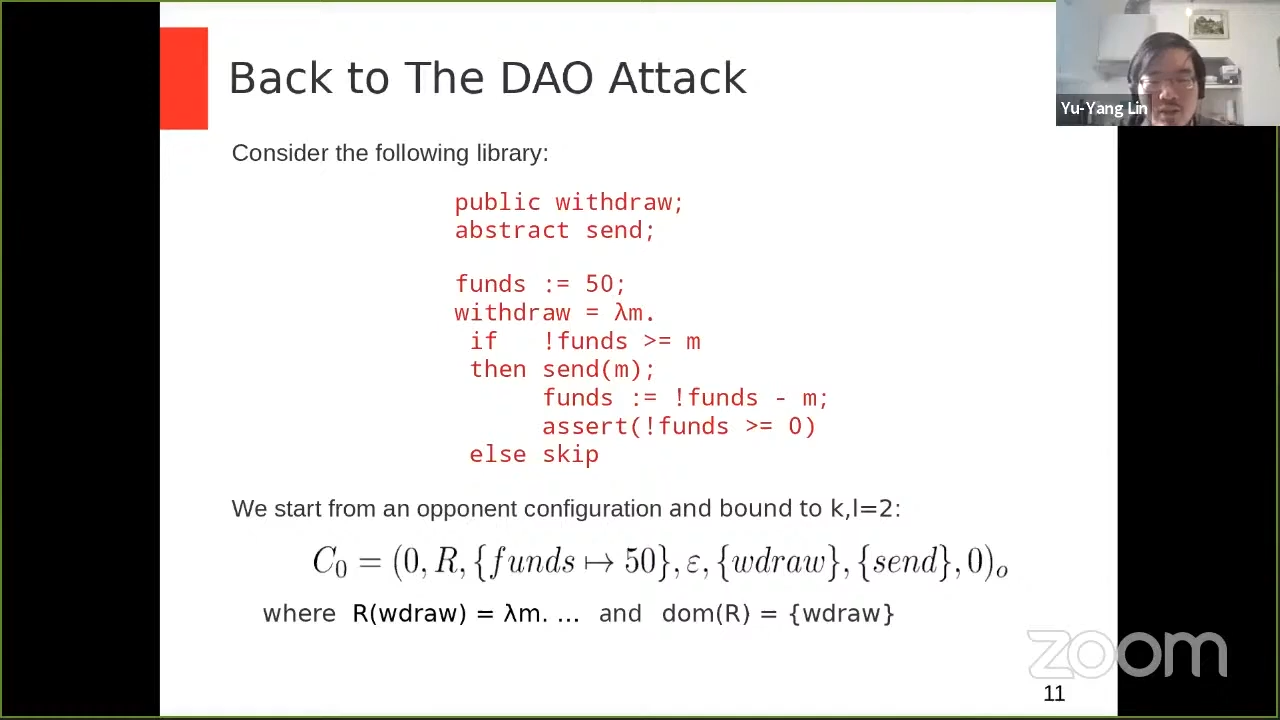 Back to The DAO Attack
Yu-Yang Lin
Consider the following library:
public withdraw;
abstract send;
funds := 50;
withdraw = λm.
if !funds >= m
then send(m);
funds := !funds - m;
assert(!funds >= 0)
else skip
We start from an opponent configuration and bound to k,l=2:
C₀ = (0, R, {funds ↦ 50}, ε, {wdraw}, {send}, 0)ₒ
where R(wdraw) = λm. ... and dom(R) = {wdraw}
zoom
11